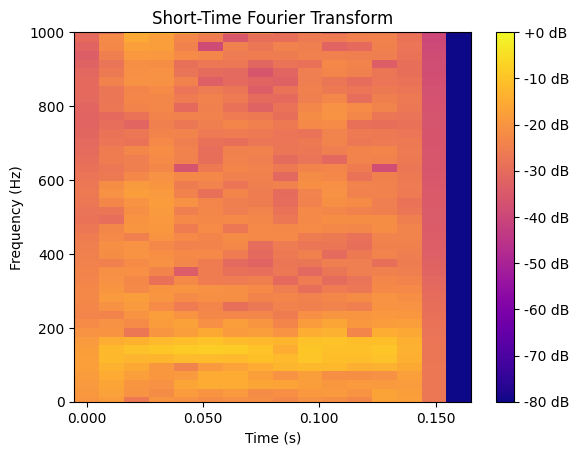 Short-Time Fourier Transform
Frequency (Hz)
1000
800
600
400
200
0
0.000
0.050
0.100
0.150
Time (s)
+0 dB
-10 dB
-20 dB
-30 dB
-40 dB
-50 dB
-60 dB
-70 dB
-80 dB